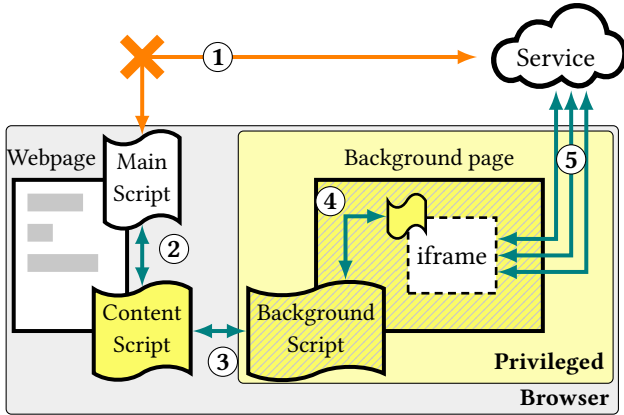 Service
1
Webpage
Main
Script
Background page
5
4
2
iframe
Content
Script
Background
Script
3
Privileged
Browser